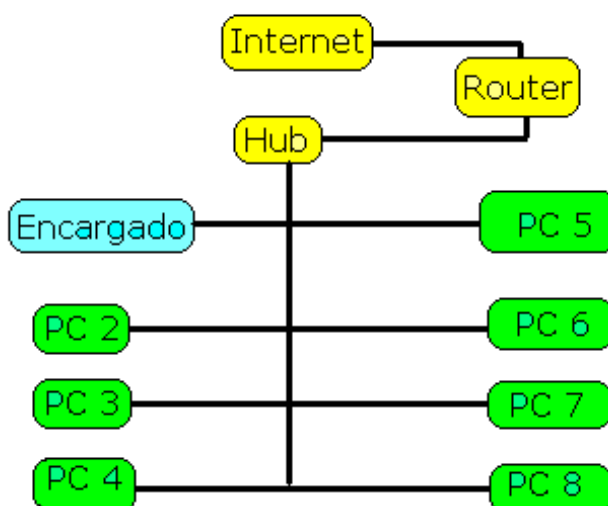 Internet
Router
Hub
Encargado
PC 5
PC 2
PC 6
PC 3
PC 7
PC 4
PC 8